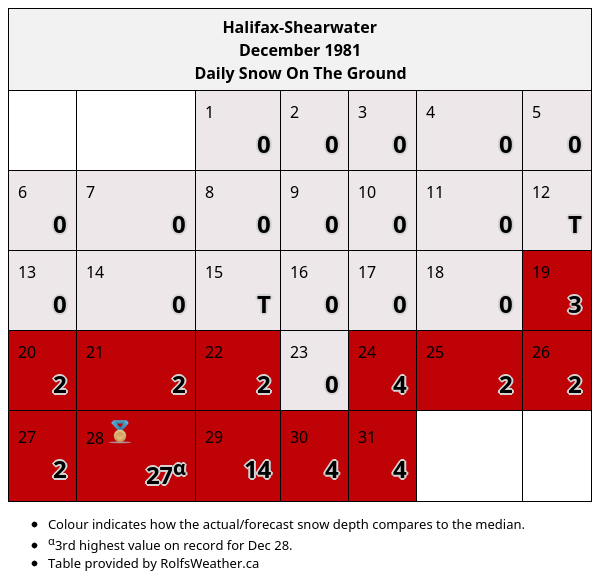 Halifax-Shearwater
December 1981
Daily Snow On The Ground
1 2 3 4 5
0 0 0 0 0
6 7 8 9 10 11 12
0 0 0 0 0 0 T
13 14 15 16 17 18 19
0 0 T 0 0 0 3
20 21 22 23 24 25 26
2 2 2 0 4 2 2
27 28 29 30 31
2 27α 14 4 4
• Colour indicates how the actual/forecast snow depth compares to the median.
• α3rd highest value on record for Dec 28.
• Table provided by RolfsWeather.ca